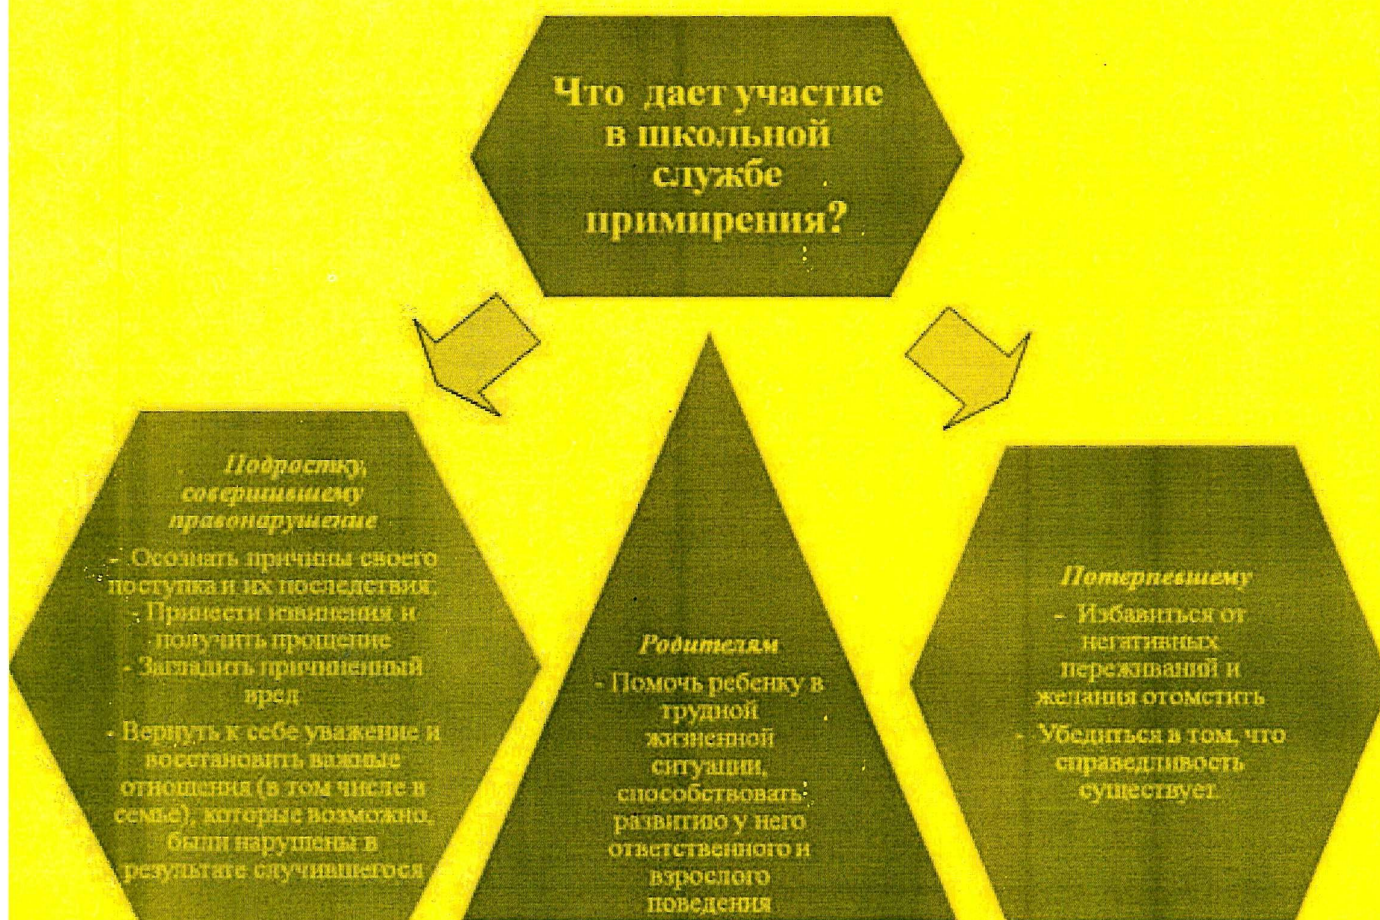 Что дает участие
в школьной
службе
примирения?
Подрастку,
совершившему
правонарушение
- Осознать причины своего
поступка и их последствия;
- Принести извинения и
получить прощение
- Загладить причиненный
вред
- Вернуть к себе уважение и
восстановить важные
отношения (в том числе в
семье), которые возможно,
были нарушены в
результате случившегося
Родителям
- Помочь ребенку в
трудной
жизненной
ситуации,
способствовать
развитию у него
ответственного и
взрослого
поведения
Потерпевшему
- Избавиться от
негативных
переживаний и
желания отомстить
- Убедиться в том, что
справедливость
существует.